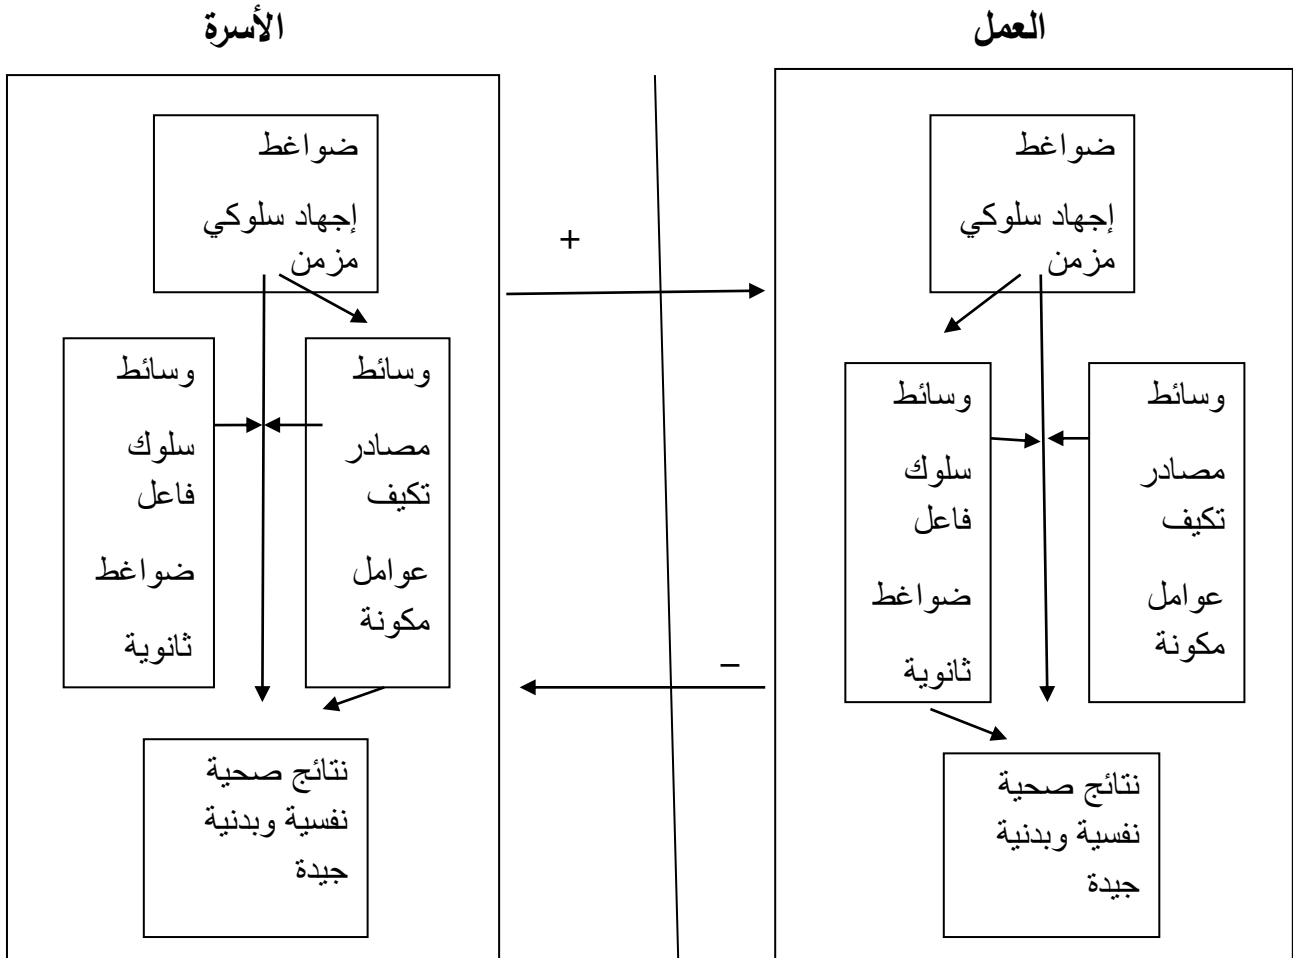 العمل
الأسرة
ضواغط
إجهاد سلوكي
مزمن
وسائط
مصادر
تكيف
عوامل
مكونة
وسائط
سلوك
فاعل
ضواغط
ثانوية
نتائج صحية
نفسية وبدنية
جيدة
+
–
ضواغط
إجهاد سلوكي
مزمن
وسائط
مصادر
تكيف
عوامل
مكونة
وسائط
سلوك
فاعل
ضواغط
ثانوية
نتائج صحية
نفسية وبدنية
جيدة